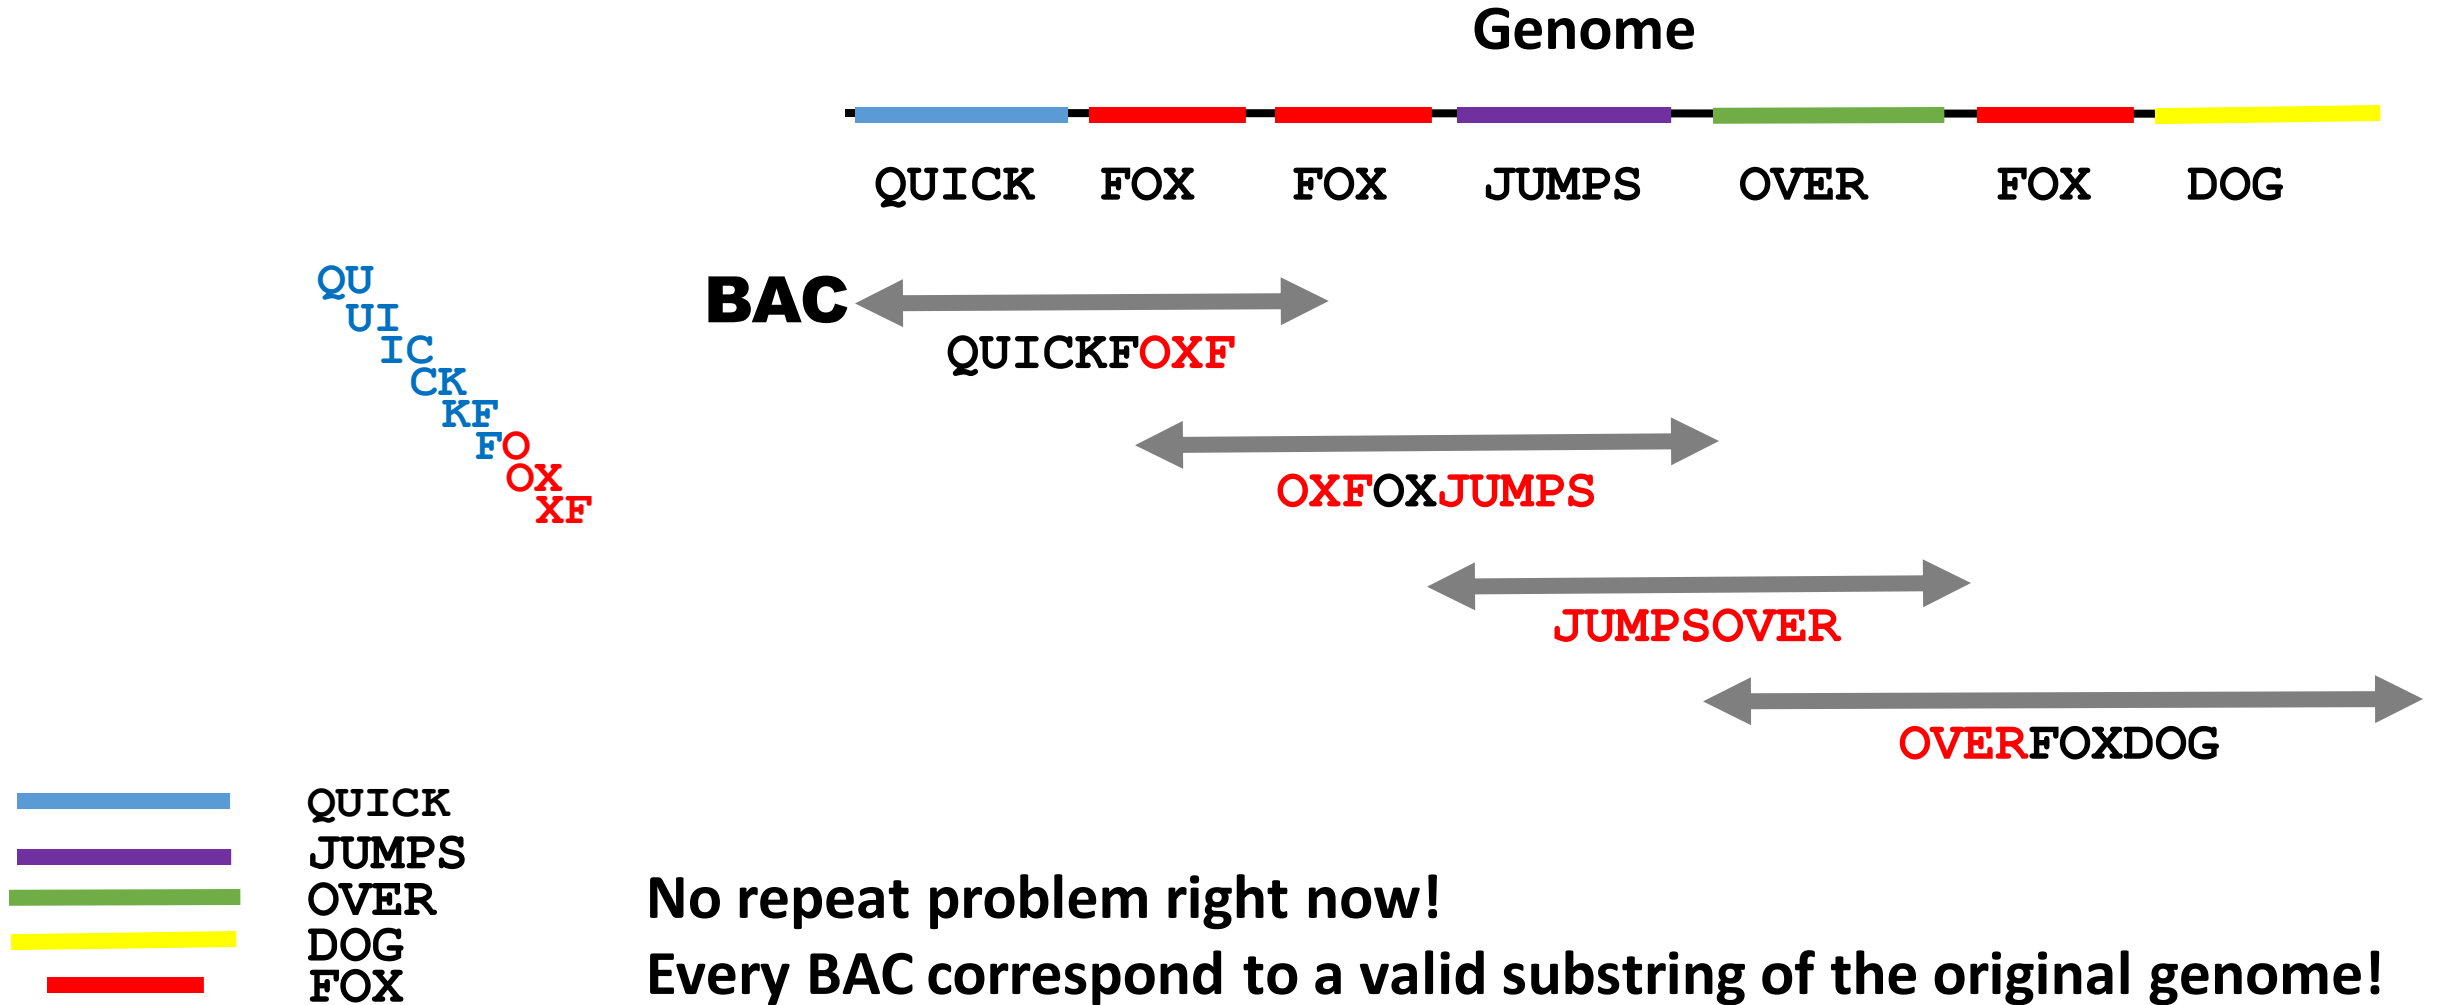 Genome
QUICK FOX FOX JUMPS OVER FOX DOG
QU
UI
IC
CK
KF
FO
OX
XF
BAC
QUICKFOXF
OXFOXJUMPS
JUMPSOVER
OVERFOXDOG
QUICK
JUMPS
OVER
DOG
FOX
No repeat problem right now!
Every BAC correspond to a valid substring of the original genome!